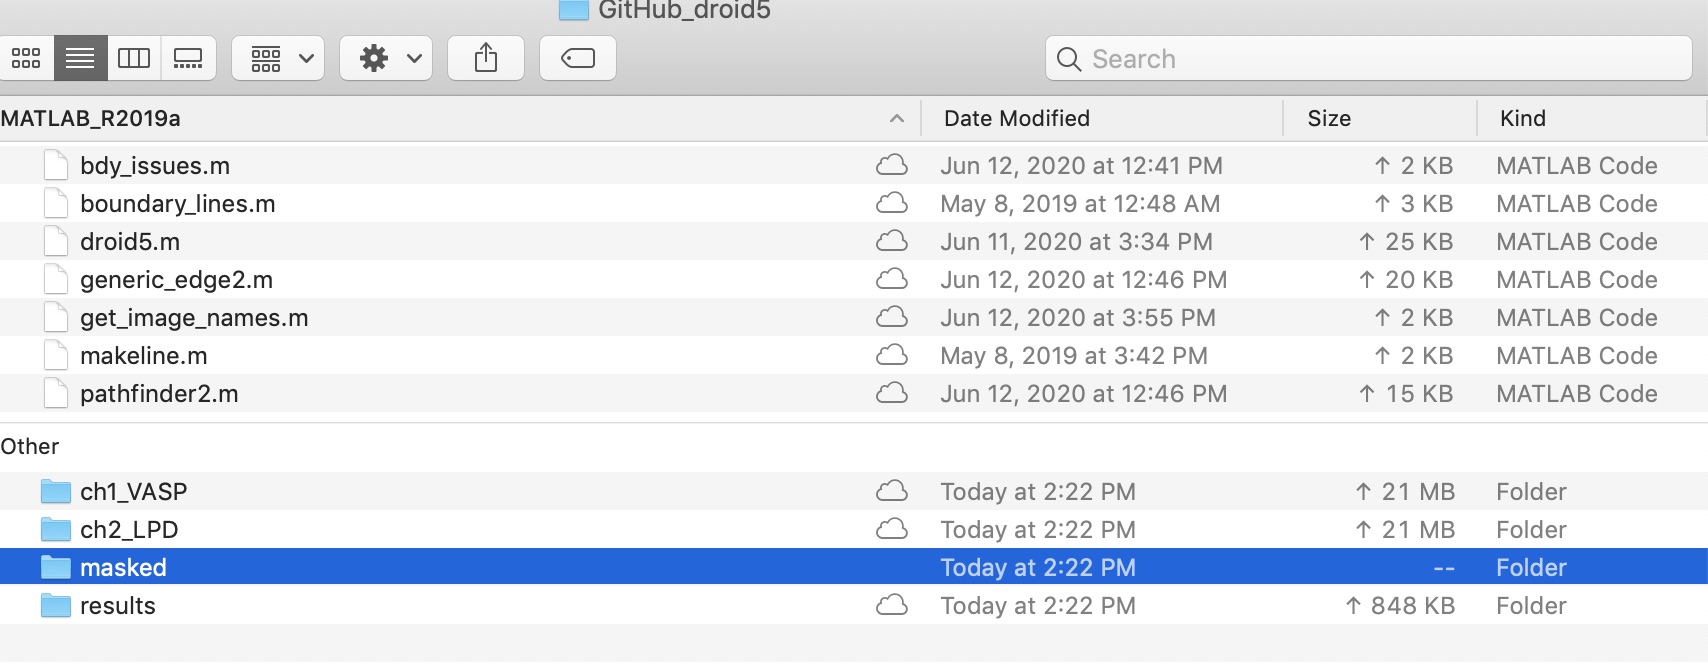 GitHub_droid5
Search
MATLAB_R2019a Date Modified Size Kind
bdy_issues.m Jun 12, 2020 at 12:41 PM ↑ 2 KB MATLAB Code
boundary_lines.m May 8, 2019 at 12:48 AM ↑ 3 KB MATLAB Code
droid5.m Jun 11, 2020 at 3:34 PM ↑ 25 KB MATLAB Code
generic_edge2.m Jun 12, 2020 at 12:46 PM ↑ 20 KB MATLAB Code
get_image_names.m Jun 12, 2020 at 3:55 PM ↑ 2 KB MATLAB Code
makeline.m May 8, 2019 at 3:42 PM ↑ 2 KB MATLAB Code
pathfinder2.m Jun 12, 2020 at 12:46 PM ↑ 15 KB MATLAB Code
Other
ch1_VASP Today at 2:22 PM ↑ 21 MB Folder
ch2_LPD Today at 2:22 PM ↑ 21 MB Folder
masked Today at 2:22 PM -- Folder
results Today at 2:22 PM ↑ 848 KB Folder